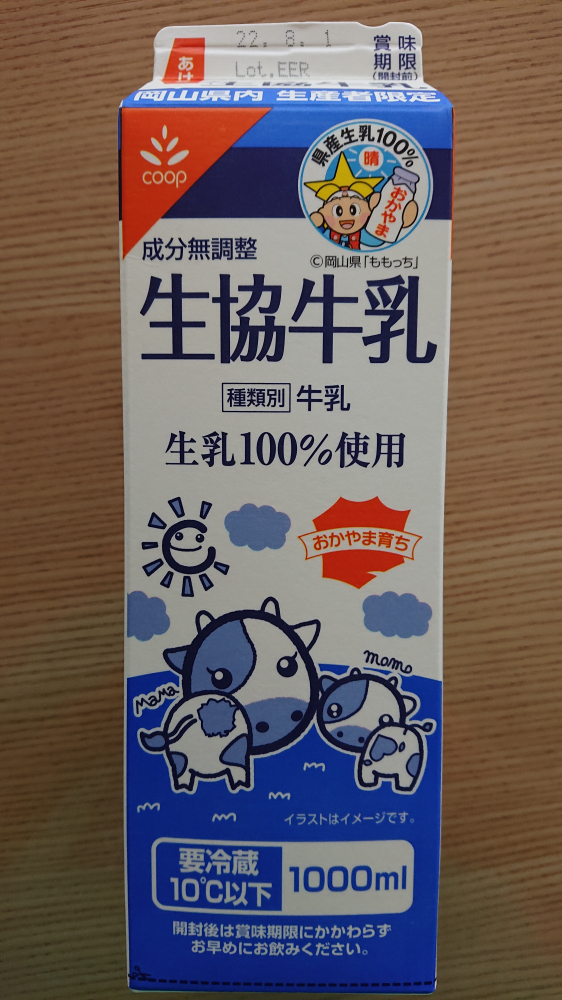 22. 8. 1
Lot.EER
賞味
期限
(開封前)
あけ
岡山県内 生産者限定
coop
県産生乳100%
晴
おかやま
©岡山県「ももっち」
成分無調整
生協牛乳
種類別 牛乳
生乳100%使用
おかやま育ち
MaMa
momo
イラストはイメージです。
要冷蔵
10℃以下
1000ml
開封後は賞味期限にかかわらず
お早めにお飲みください。